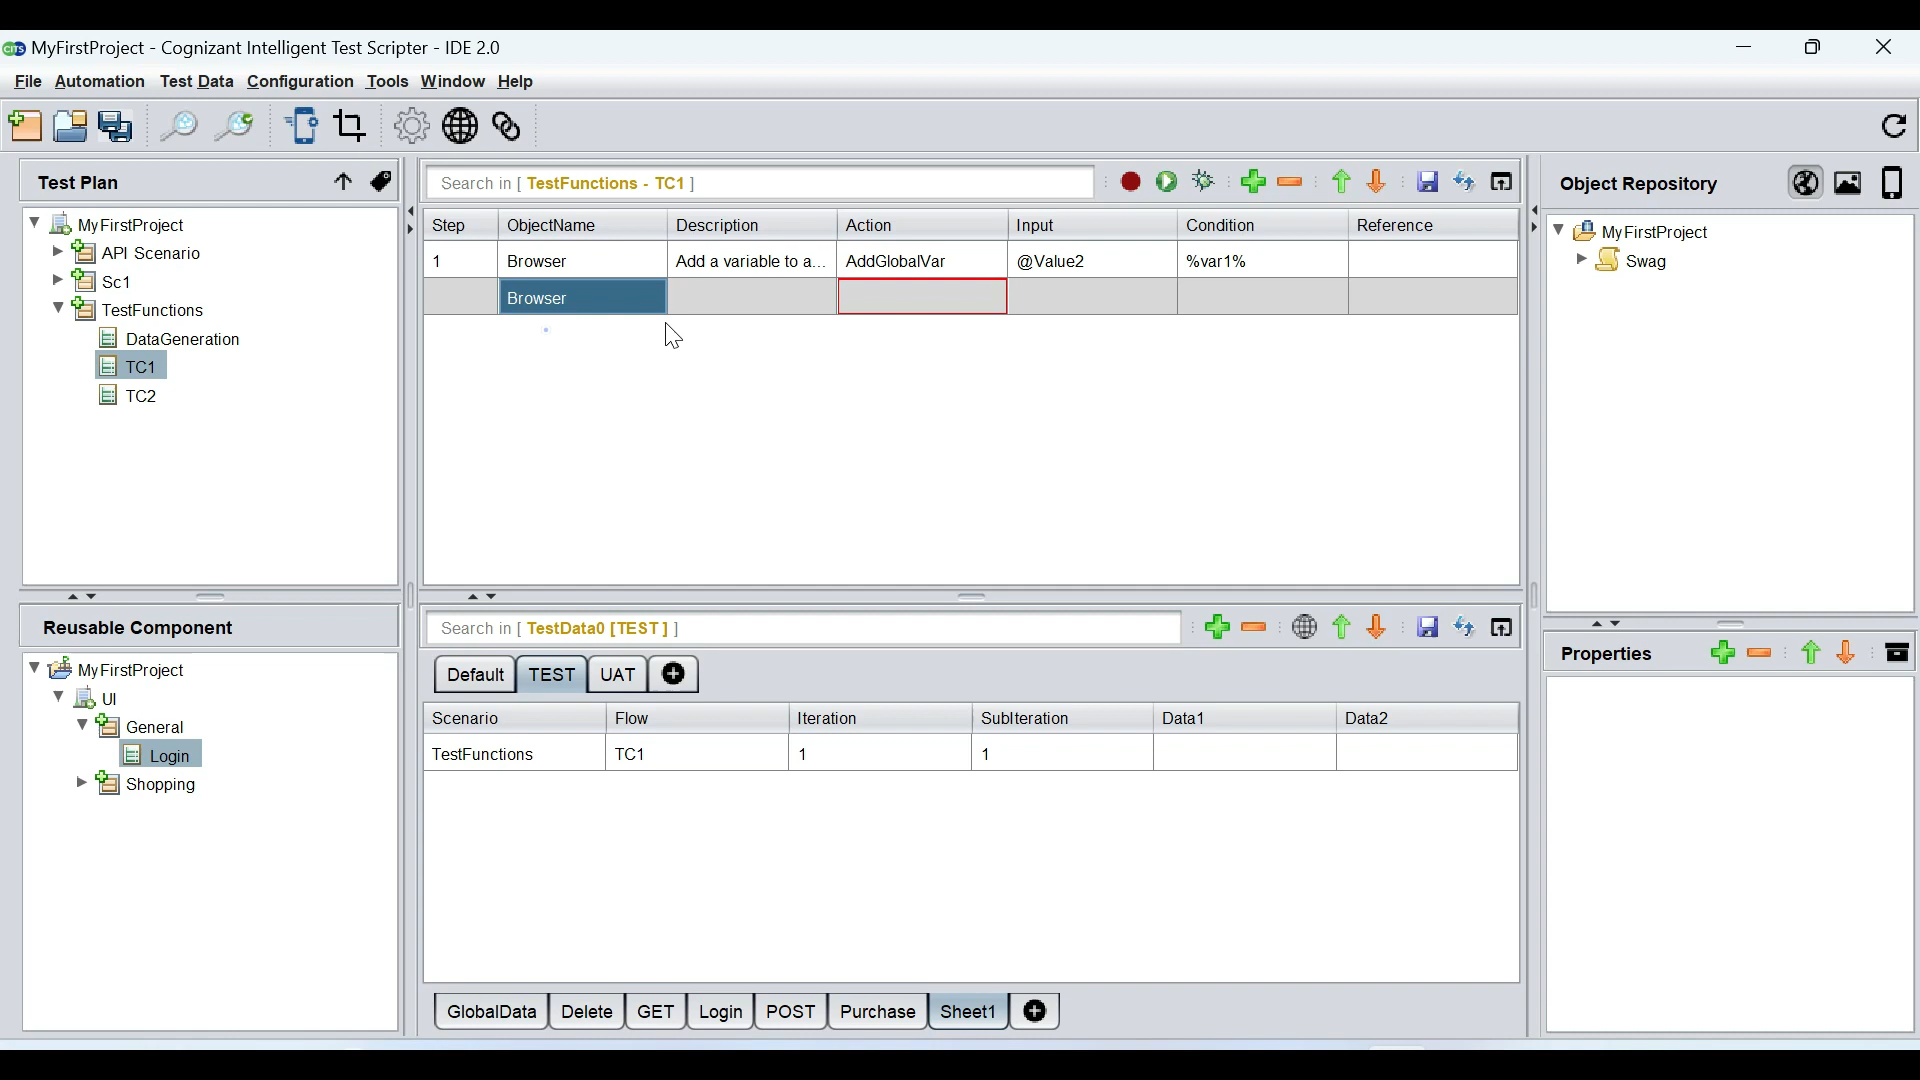 CITS MyFirstProject - Cognizant Intelligent Test Scripter - IDE 2.0
File Automation Test Data Configuration Tools Window Help
Test Plan
MyFirstProject
API Scenario
Sc1
TestFunctions
DataGeneration
TC1
TC2
Reusable Component
MyFirstProject
UI
General
Login
Shopping
Search in [ TestFunctions - TC1 ]
Step ObjectName Description Action Input Condition Reference
1 Browser Add a variable to a... AddGlobalVar @Value2 %var1%
Browser
Search in [ TestData0 [TEST] ]
Default TEST UAT
Scenario Flow Iteration SubIteration Data1 Data2
TestFunctions TC1 1 1
GlobalData Delete GET Login POST Purchase Sheet1
Object Repository
MyFirstProject
Swag
Properties